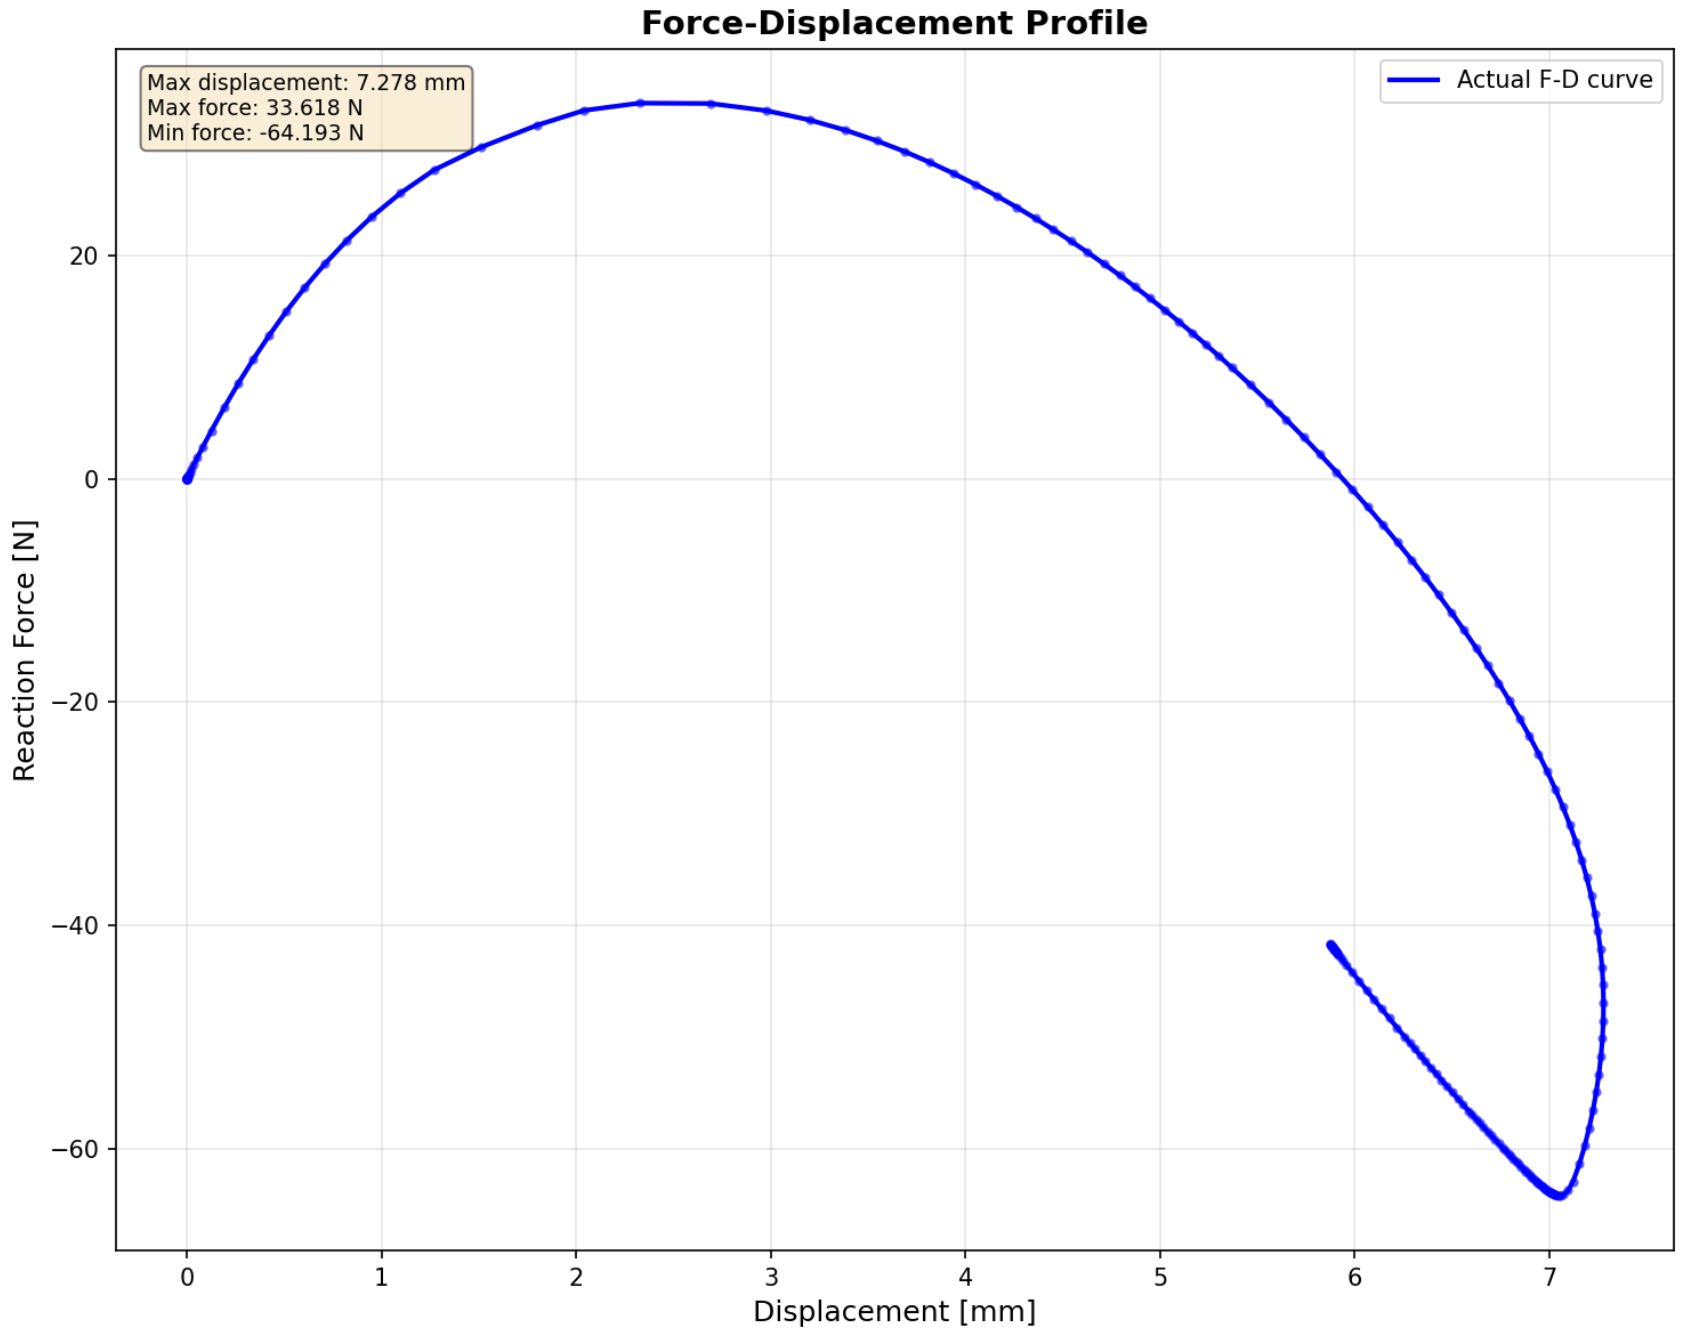 Force-Displacement Profile
Max displacement: 7.278 mm
Max force: 33.618 N
Min force: -64.193 N
Actual F-D curve
20
0
−20
−40
−60
Reaction Force [N]
0 1 2 3 4 5 6 7
Displacement [mm]